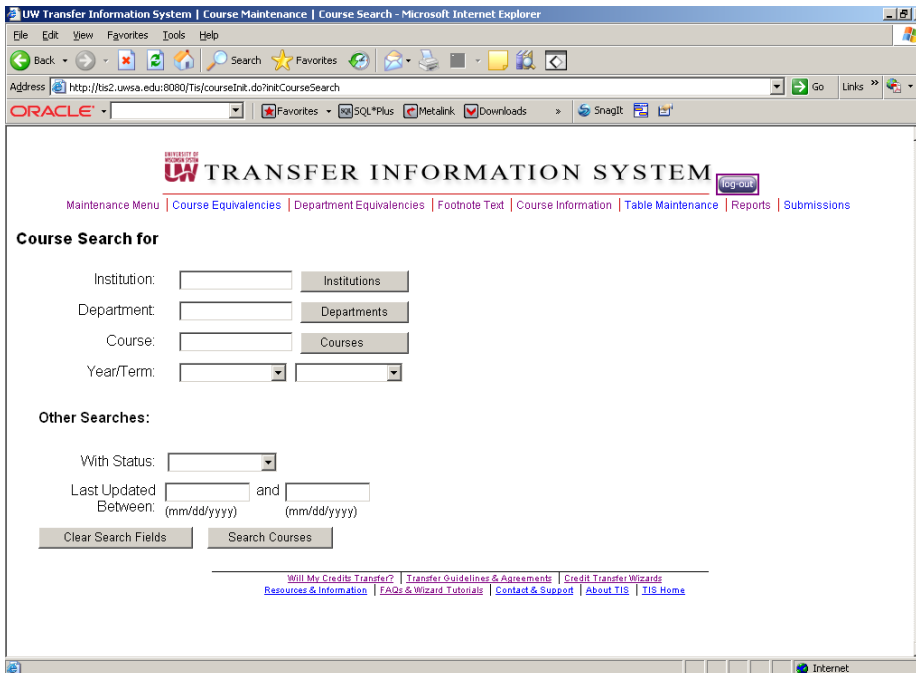 UW Transfer Information System | Course Maintenance | Course Search - Microsoft Internet Explorer
File Edit View Favorites Tools Help
Back Search Favorites
Address http://tis2.uwsa.edu:8080/Tis/courseInit.do?initCourseSearch Go Links »
ORACLE Favorites SQL*Plus Metalink Downloads » SnagIt
UNIVERSITY OF
WISCONSIN SYSTEM
UW TRANSFER INFORMATION SYSTEM log-out
Maintenance Menu | Course Equivalencies | Department Equivalencies | Footnote Text | Course Information | Table Maintenance | Reports | Submissions
Course Search for
Institution: Institutions
Department: Departments
Course: Courses
Year/Term:
Other Searches:
With Status:
Last Updated and
Between: (mm/dd/yyyy) (mm/dd/yyyy)
Clear Search Fields Search Courses
Will My Credits Transfer? | Transfer Guidelines & Agreements | Credit Transfer Wizards
Resources & Information | FAQs & Wizard Tutorials | Contact & Support | About TIS | TIS Home
Internet